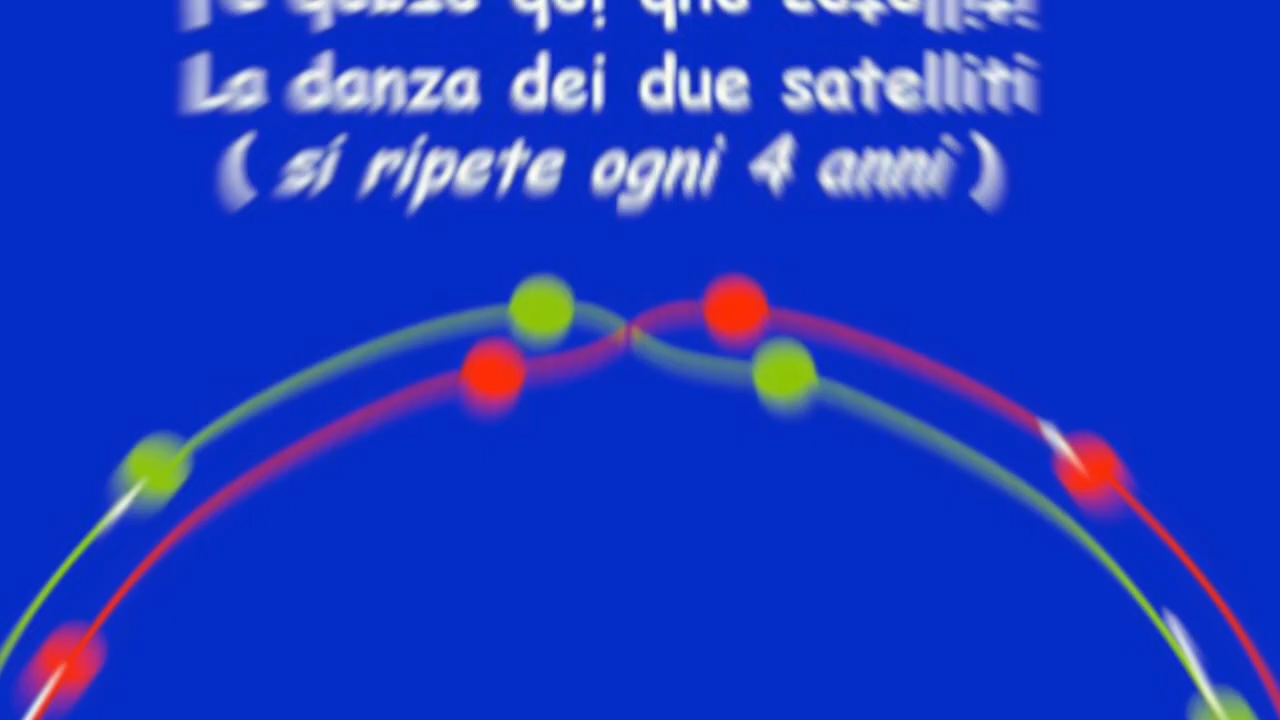 La danza dei due satelliti
( si ripete ogni 4 anni )